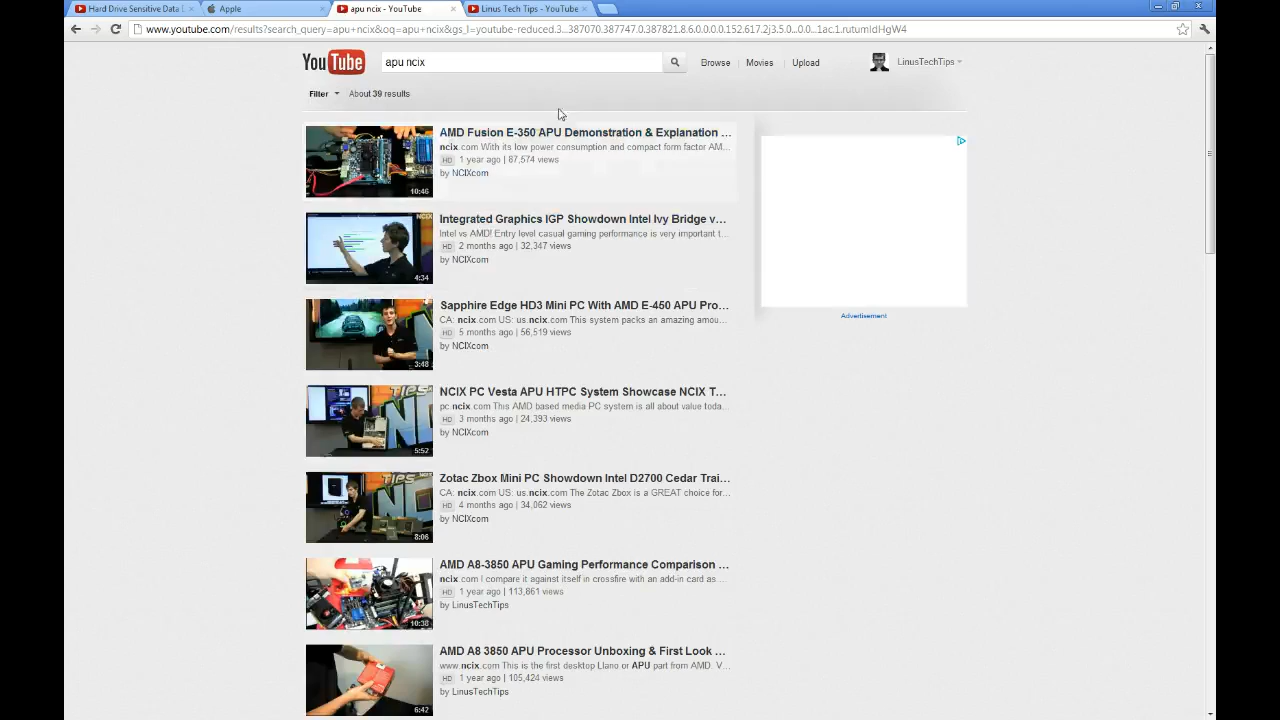 Hard Drive Sensitive Data
Apple
apu ncix - YouTube
Linus Tech Tips - YouTube
www.youtube.com/results?search_query=apu+ncix&oq=apu+ncix&gs_l=youtube-reduced.3...387070.387747.0.387821.8.6.0.0.0.0.152.617.2j3.5.0...0.0...1ac.1.rutumIdHgW4
YouTube
apu ncix
Browse
Movies
Upload
LinusTechTips
Filter
About 39 results
AMD Fusion E-350 APU Demonstration & Explanation ...
ncix.com With its low power consumption and compact form factor AM...
HD 1 year ago | 87,574 views
by NCIXcom
10:46
Integrated Graphics IGP Showdown Intel Ivy Bridge v...
Intel vs AMD! Entry level casual gaming performance is very important t...
HD 2 months ago | 32,347 views
by NCIXcom
4:34
Sapphire Edge HD3 Mini PC With AMD E-450 APU Pro...
CA: ncix.com US: us.ncix.com This system packs an amazing amou...
HD 5 months ago | 56,519 views
by NCIXcom
3:48
NCIX PC Vesta APU HTPC System Showcase NCIX T...
pc.ncix.com This AMD based media PC system is all about value toda...
HD 3 months ago | 24,393 views
by NCIXcom
5:52
Zotac Zbox Mini PC Showdown Intel D2700 Cedar Trai...
CA: ncix.com US: us.ncix.com The Zotac Zbox is a GREAT choice for...
HD 4 months ago | 34,062 views
by NCIXcom
8:06
AMD A8-3850 APU Gaming Performance Comparison ...
ncix.com I compare it against itself in crossfire with an add-in card as...
HD 1 year ago | 113,861 views
by LinusTechTips
10:38
AMD A8 3850 APU Processor Unboxing & First Look ...
www.ncix.com This is the first desktop Llano or APU part from AMD. V...
HD 1 year ago | 105,424 views
by LinusTechTips
6:42
Advertisement